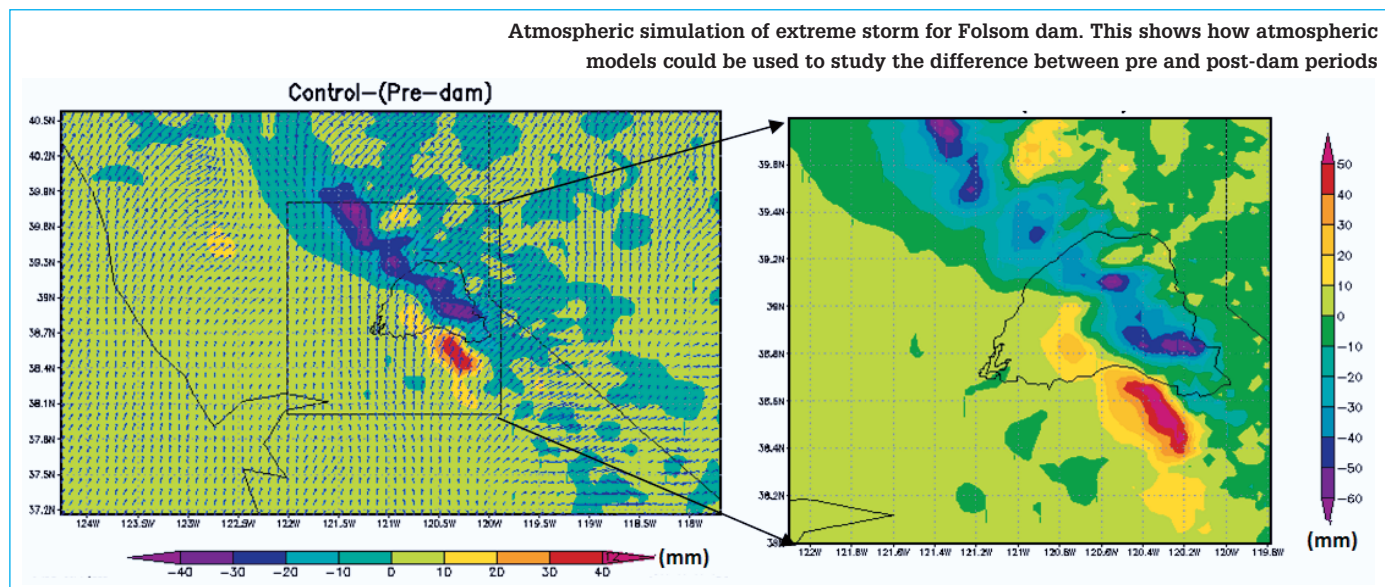 Atmospheric simulation of extreme storm for Folsom dam. This shows how atmospheric
models could be used to study the difference between pre and post-dam periods
Control-(Pre-dam)
40.5N
40.2N
39.9N
39.6N
39.3N
39N
38.7N
38.4N
38.1N
37.8N
37.5N
37.2N
124W 123.5W 123W 122.5W 122W 121.5W 121W 120.5W 120W 119.5W 119W 118.5W 118W
-40 -30 -20 -10 0 10 20 30 40 (mm)
39.4N
39.2N
39N
38.8N
38.4N
38.2N
38N
122W 121.8W 121.6W 121.4W 121.2W 121W 120.8W 120.6W 120.4W 120.2W 120W 119.8W
50
40
30
20
10
0
-10
-20
-30
-40
-50
-60
(mm)